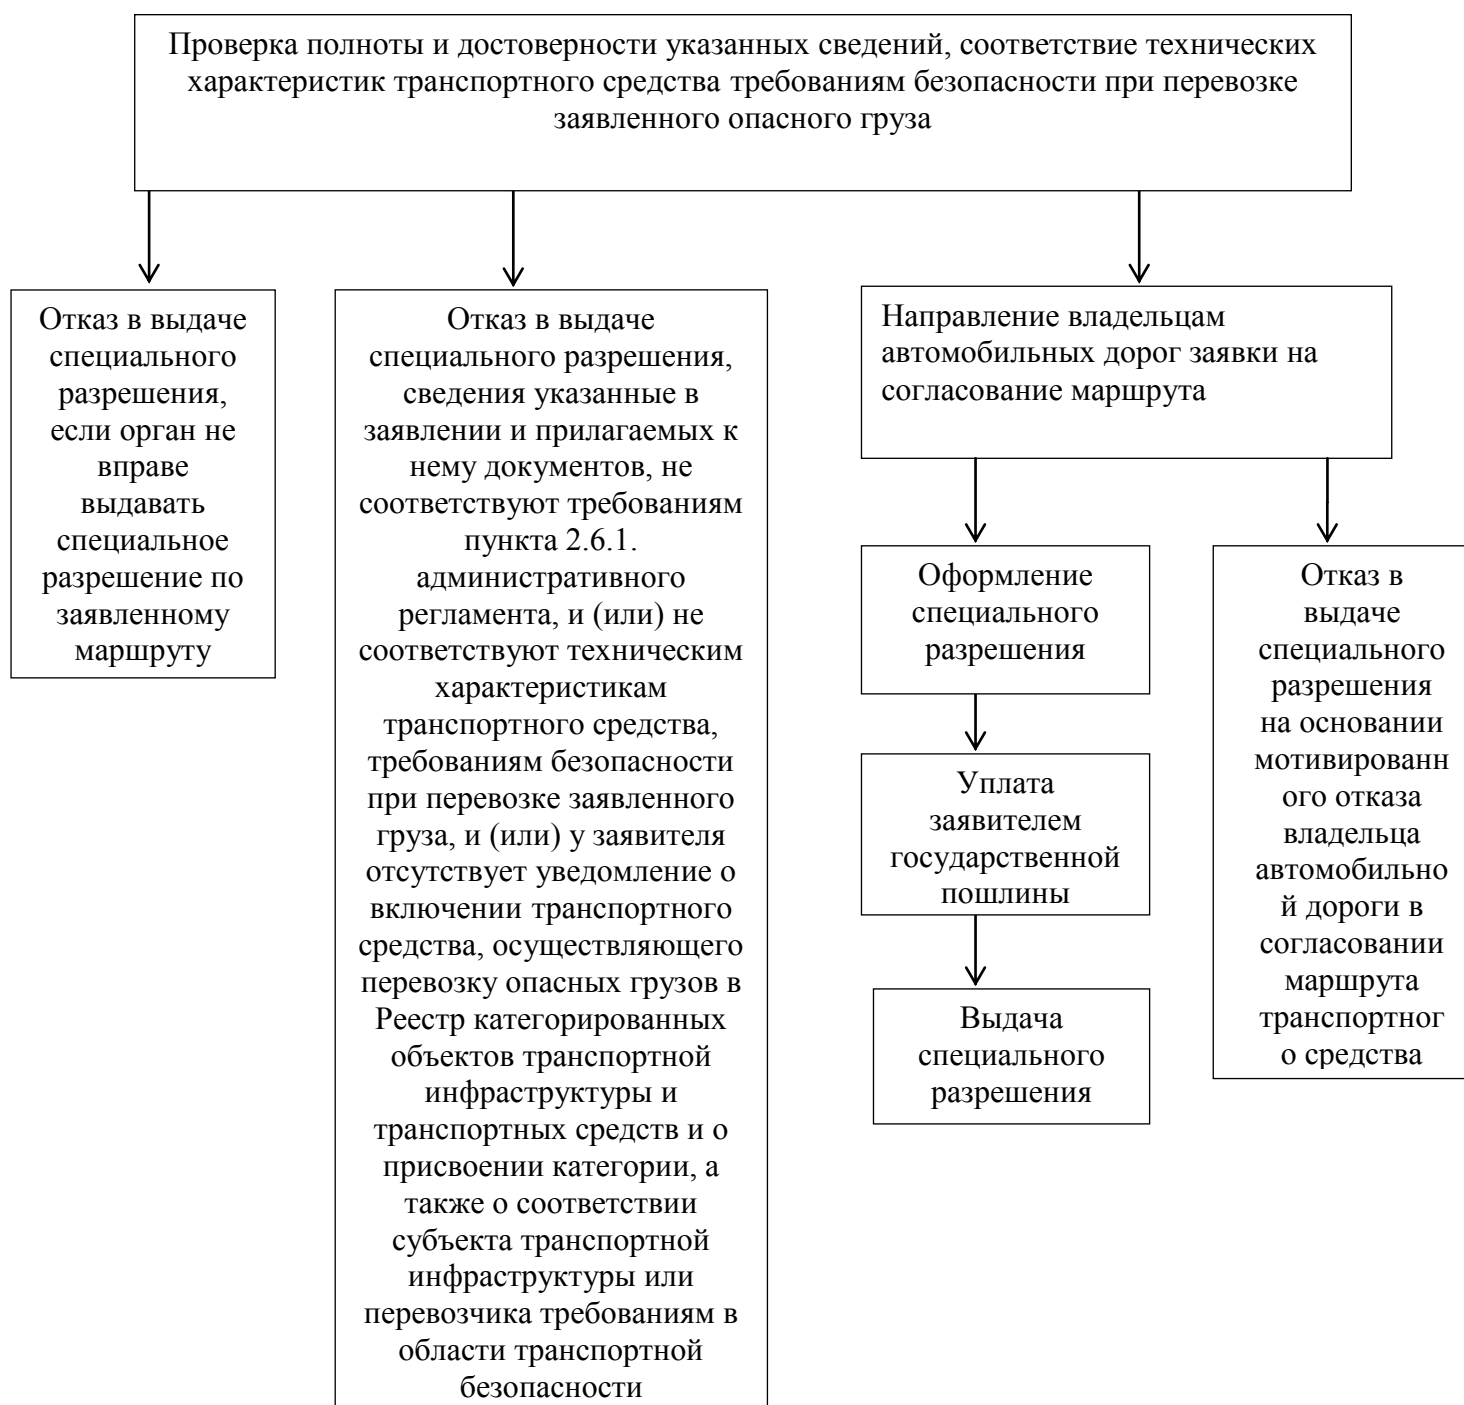 Проверка полноты и достоверности указанных сведений, соответствие технических
характеристик транспортного средства требованиям безопасности при перевозке
заявленного опасного груза
Отказ в выдаче
специального
разрешения,
если орган не
вправе
выдавать
специальное
разрешение по
заявленному
маршруту
Отказ в выдаче
специального разрешения,
сведения указанные в
заявлении и прилагаемых к
нему документов, не
соответствуют требованиям
пункта 2.6.1.
административного
регламента, и (или) не
соответствуют техническим
характеристикам
транспортного средства,
требованиям безопасности
при перевозке заявленного
груза, и (или) у заявителя
отсутствует уведомление о
включении транспортного
средства, осуществляющего
перевозку опасных грузов в
Реестр категорированных
объектов транспортной
инфраструктуры и
транспортных средств и о
присвоении категории, а
также о соответствии
субъекта транспортной
инфраструктуры или
перевозчика требованиям в
области транспортной
безопасности
Направление владельцам
автомобильных дорог заявки на
согласование маршрута
Оформление
специального
разрешения
Уплата
заявителем
государственной
пошлины
Выдача
специального
разрешения
Отказ в
выдаче
специального
разрешения
на основании
мотивированн
ого отказа
владельца
автомобильно
й дороги в
согласовании
маршрута
транспортног
о средства